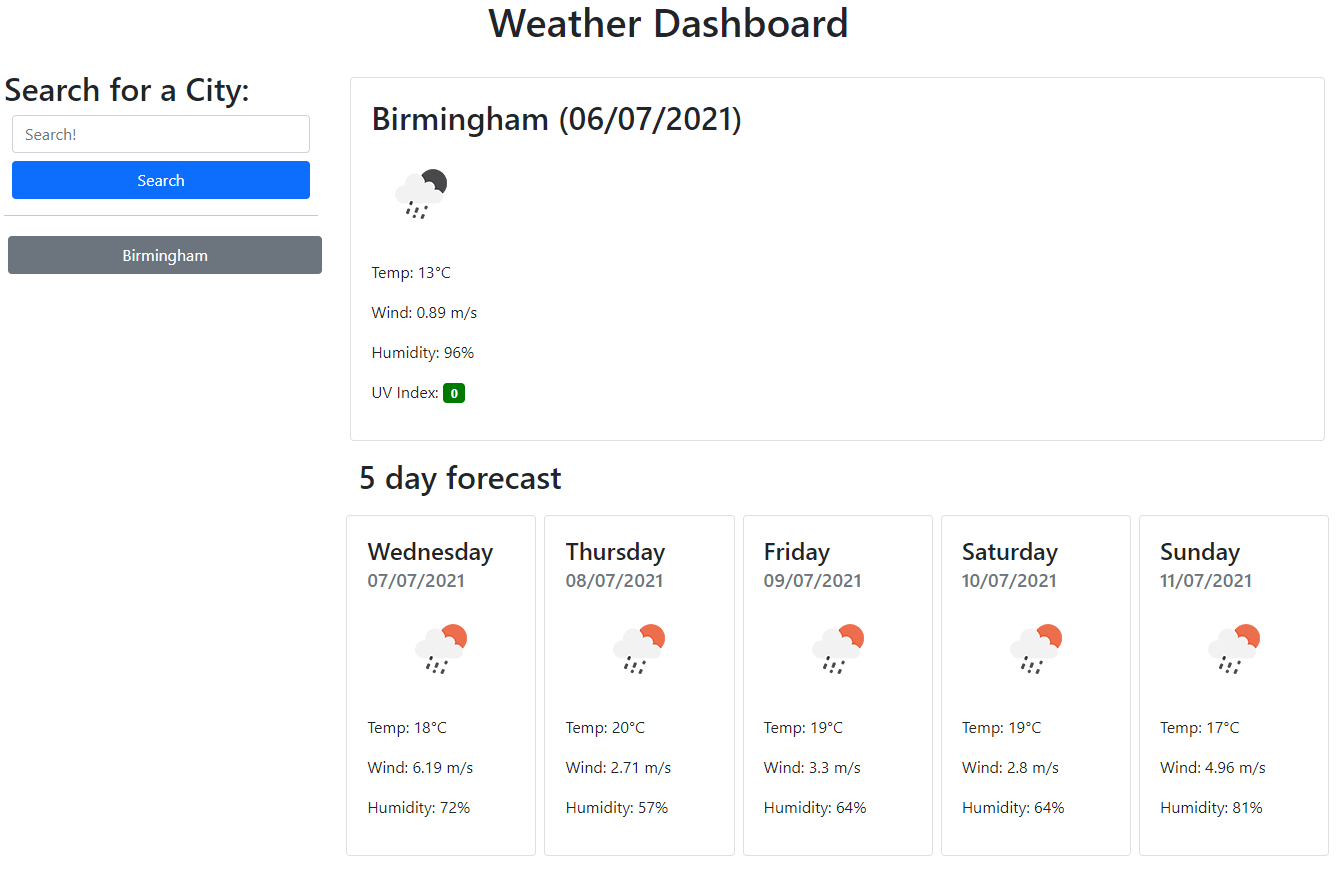 Weather Dashboard
Search for a City:
Search!
Search
Birmingham
Birmingham (06/07/2021)
Temp: 13°C
Wind: 0.89 m/s
Humidity: 96%
UV Index: 0
5 day forecast
Wednesday
07/07/2021
Temp: 18°C
Wind: 6.19 m/s
Humidity: 72%
Thursday
08/07/2021
Temp: 20°C
Wind: 2.71 m/s
Humidity: 57%
Friday
09/07/2021
Temp: 19°C
Wind: 3.3 m/s
Humidity: 64%
Saturday
10/07/2021
Temp: 19°C
Wind: 2.8 m/s
Humidity: 64%
Sunday
11/07/2021
Temp: 17°C
Wind: 4.96 m/s
Humidity: 81%